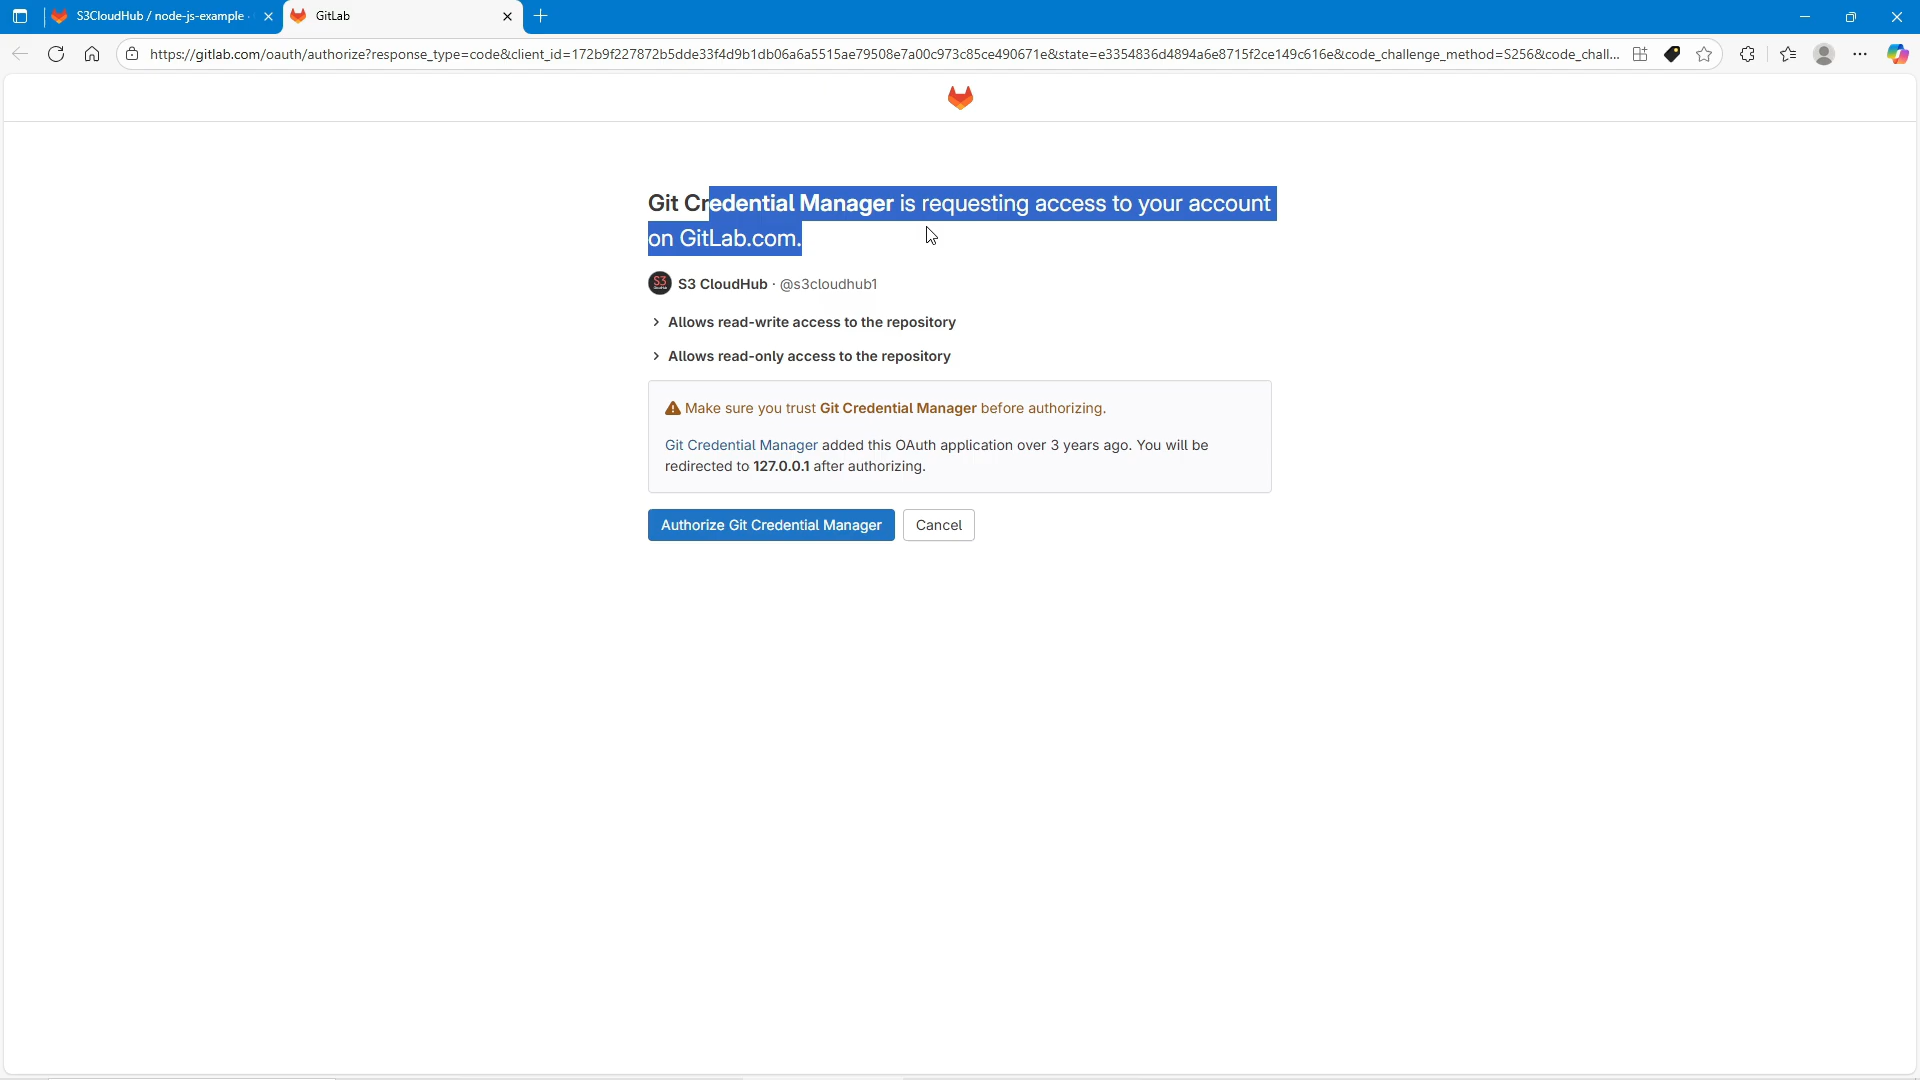 S3CloudHub / node-js-example
GitLab
https://gitlab.com/oauth/authorize?response_type=code&client_id=172b9f227872b5dde33f4d9b1db06a6a5515ae79508e7a00c973c85ce490671e&state=e3354836d4894a6e8715f2ce149c616e&code_challenge_method=S256&code_chall...
Git Credential Manager is requesting access to your account
on GitLab.com.
S3 CloudHub · @s3cloudhub1
Allows read-write access to the repository
Allows read-only access to the repository
Make sure you trust Git Credential Manager before authorizing.
Git Credential Manager added this OAuth application over 3 years ago. You will be
redirected to 127.0.0.1 after authorizing.
Authorize Git Credential Manager
Cancel